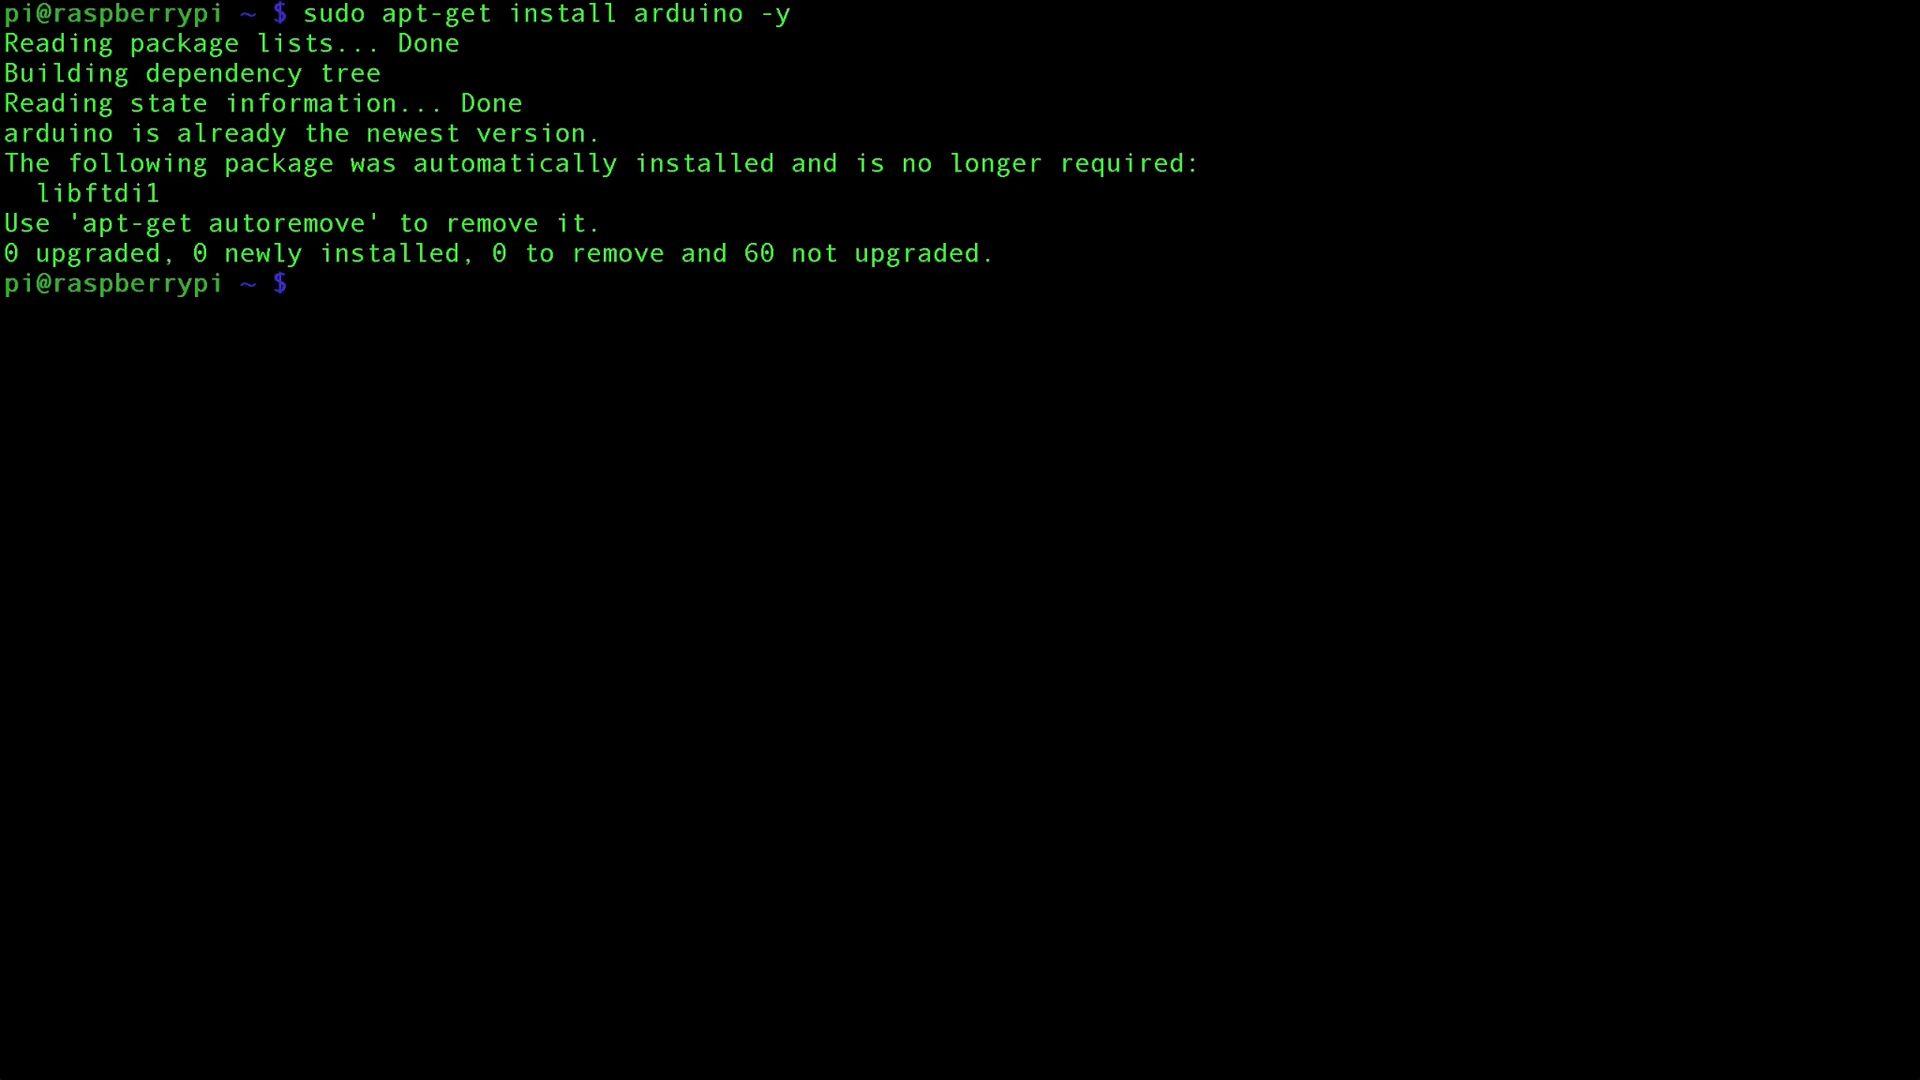 pi@raspberrypi ~ $ sudo apt-get install arduino -y
Reading package lists... Done
Building dependency tree
Reading state information... Done
arduino is already the newest version.
The following package was automatically installed and is no longer required:
  libftdi1
Use 'apt-get autoremove' to remove it.
0 upgraded, 0 newly installed, 0 to remove and 60 not upgraded.
pi@raspberrypi ~ $